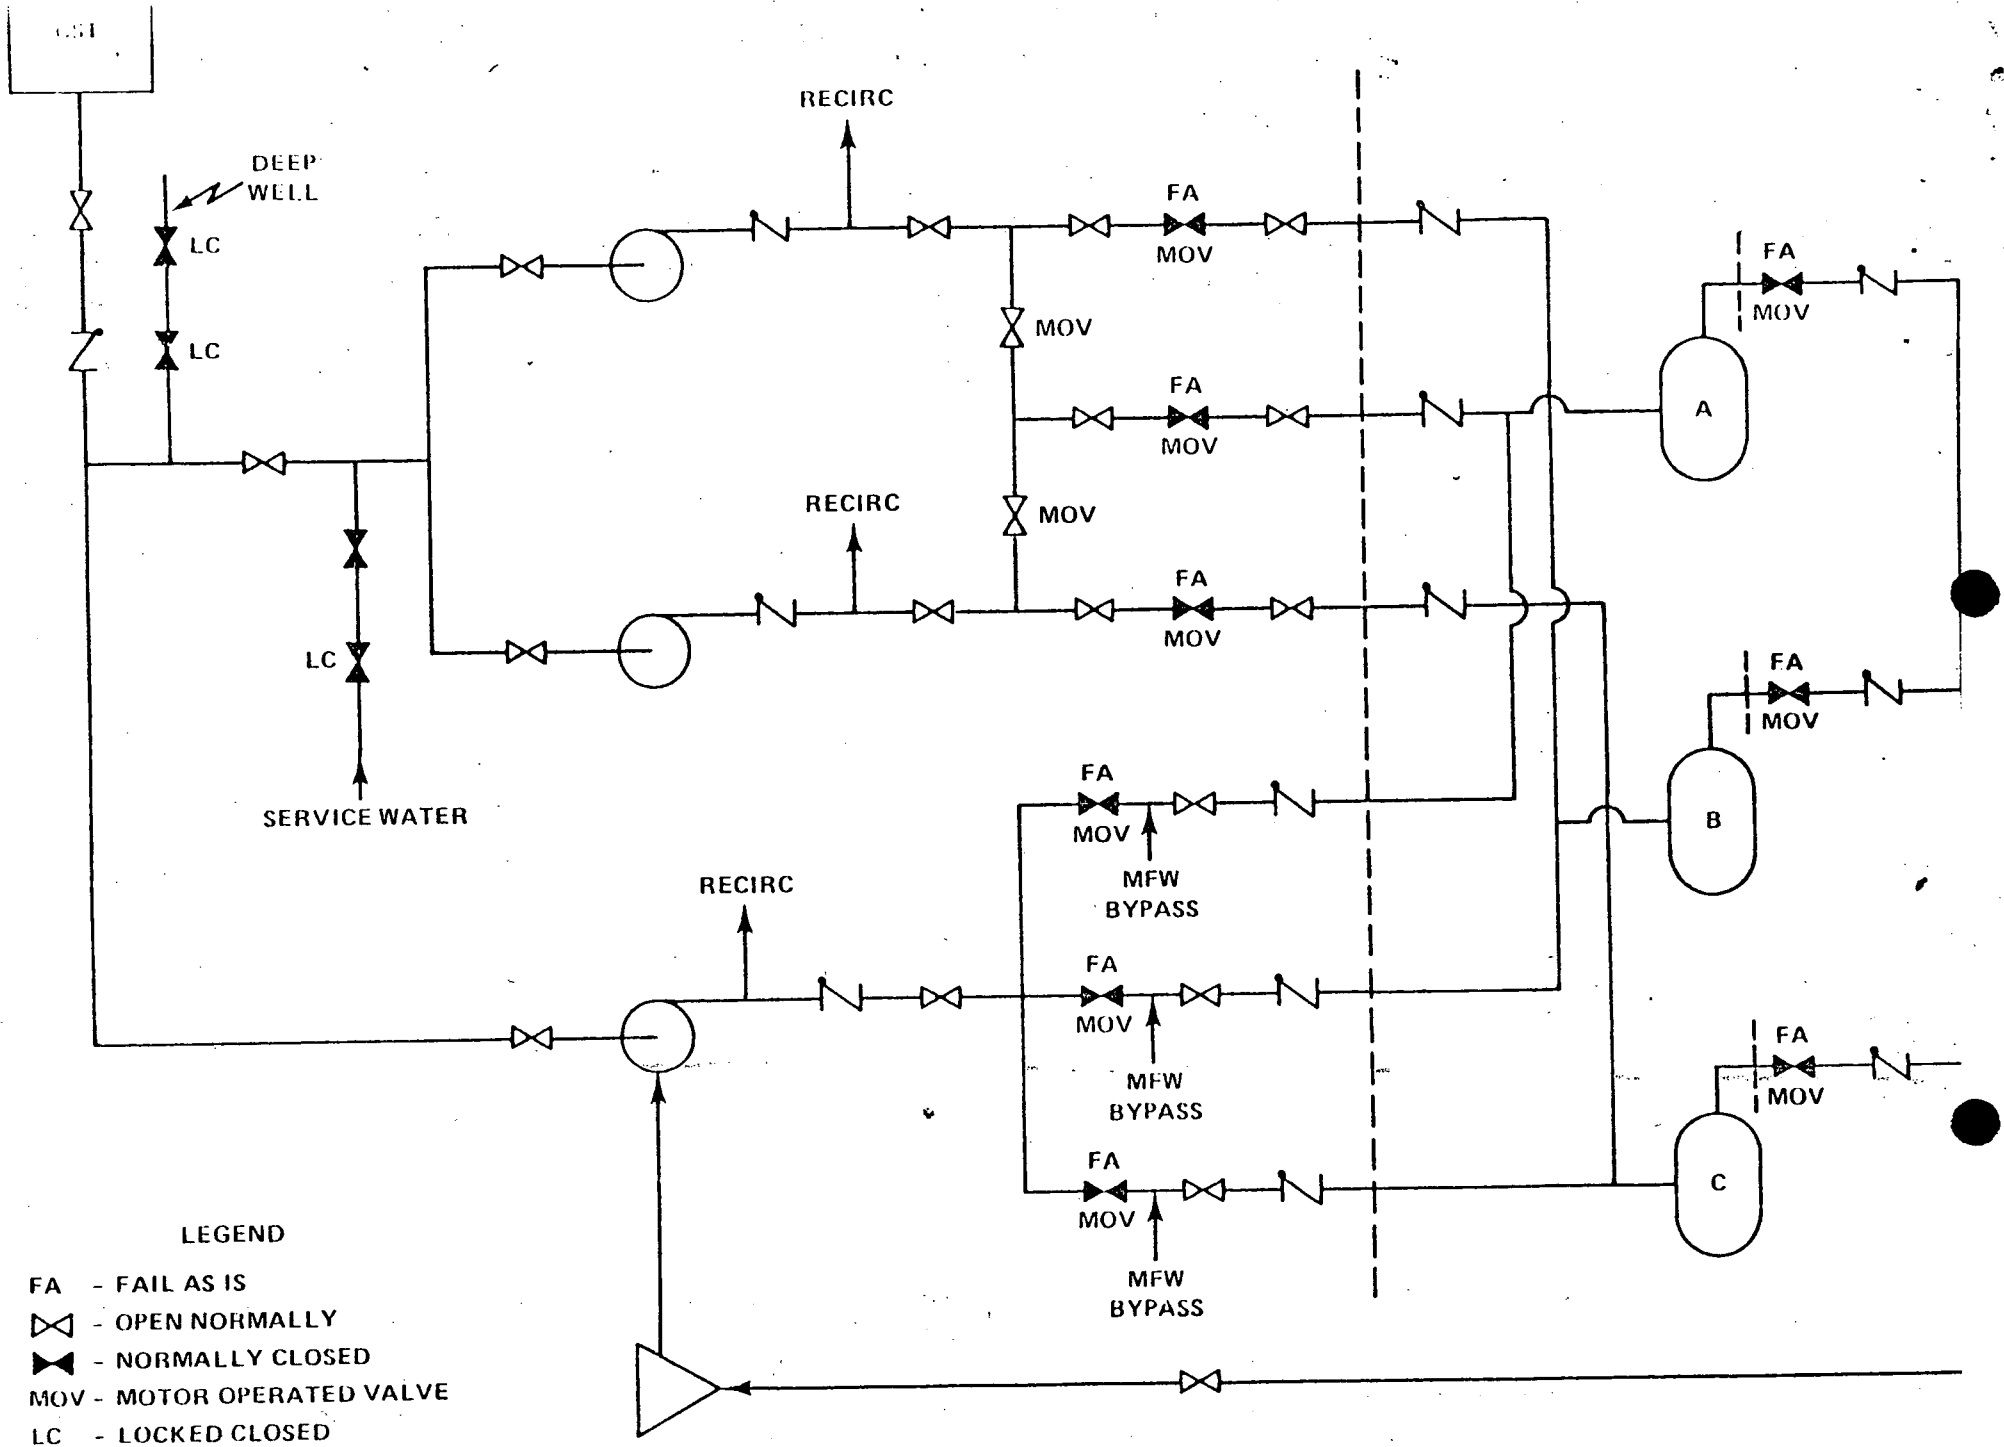 CST
RECIRC
DEEP
WELL
LC
LC
FA
MOV
FA
MOV
MOV
FA
MOV
A
RECIRC
MOV
FA
MOV
LC
FA
MOV
SERVICE WATER
FA
MOV
MFW
BYPASS
B
RECIRC
FA
MOV
MFW
BYPASS
FA
MOV
C
FA
MOV
MFW
BYPASS
LEGEND
FA - FAIL AS IS
- OPEN NORMALLY
- NORMALLY CLOSED
MOV - MOTOR OPERATED VALVE
LC - LOCKED CLOSED